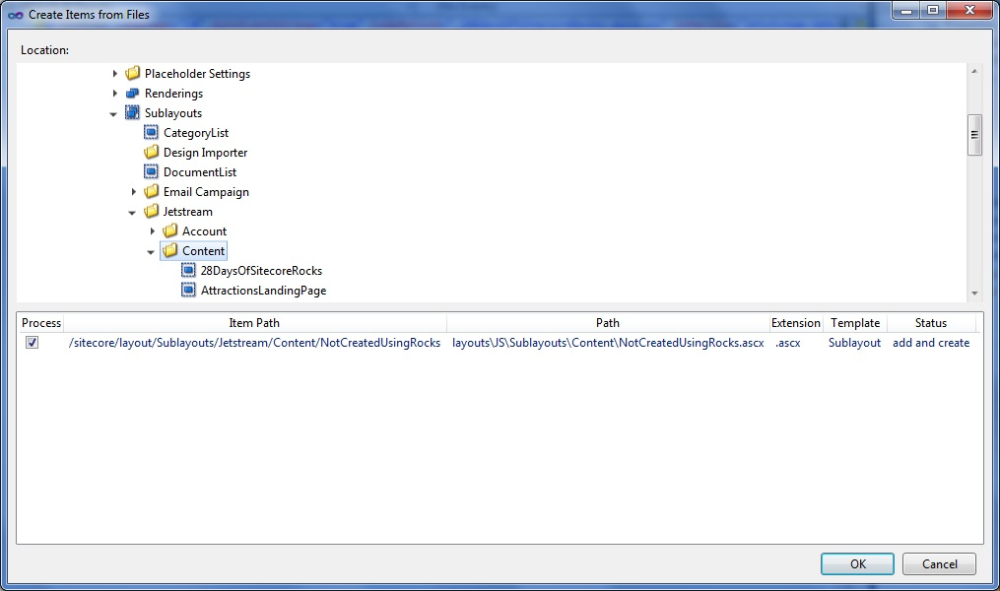 Create Items from Files
Location:
Placeholder Settings
Renderings
Sublayouts
CategoryList
Design Importer
DocumentList
Email Campaign
Jetstream
Account
Content
28DaysOfSitecoreRocks
AttractionsLandingPage
Process Item Path Path Extension Template Status
/sitecore/layout/Sublayouts/Jetstream/Content/NotCreatedUsingRocks layouts\JS\Sublayouts\Content\NotCreatedUsingRocks.ascx .ascx Sublayout add and create
OK Cancel